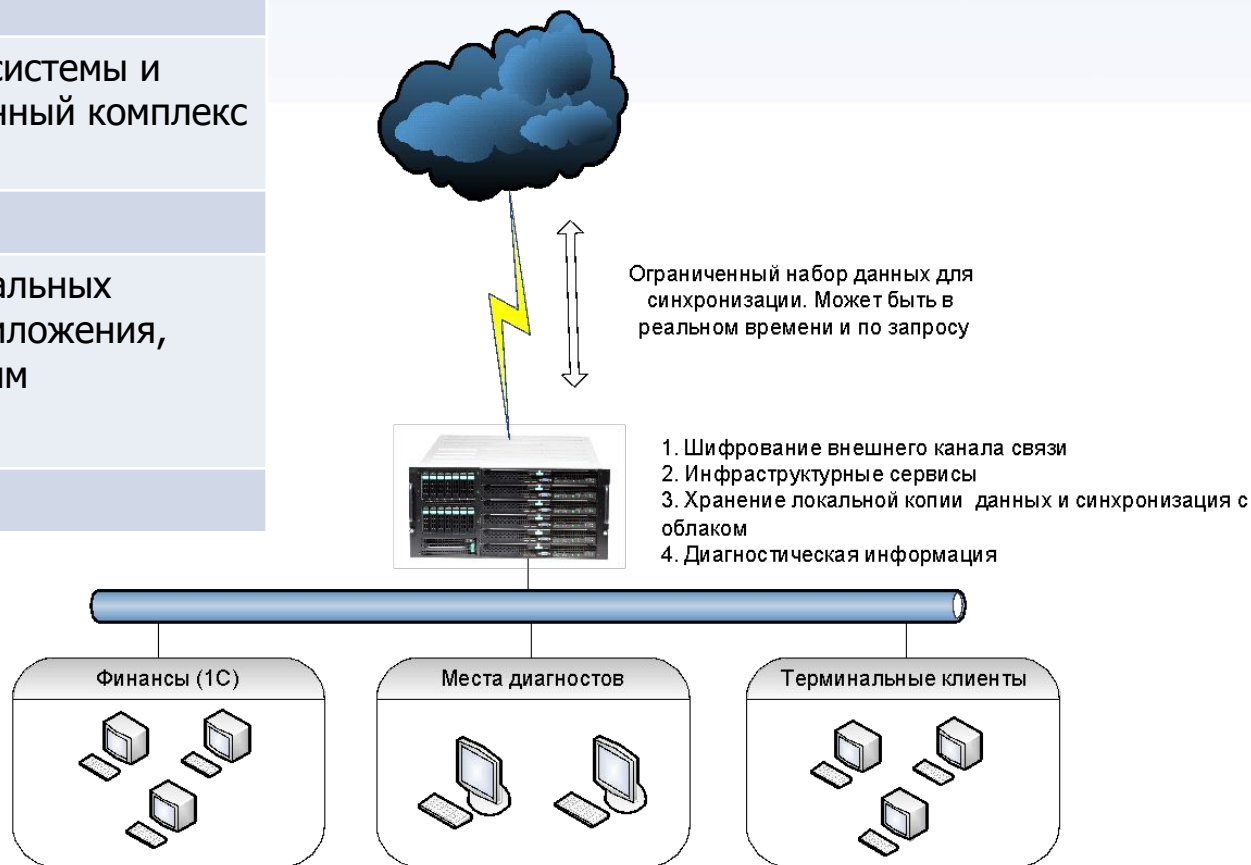 системы и
нный комплекс
альных
иложения,
им
Ограниченный набор данных для
синхронизации. Может быть в
реальном времени и по запросу
1. Шифрование внешнего канала связи
2. Инфраструктурные сервисы
3. Хранение локальной копии данных и синхронизация с
облаком
4. Диагностическая информация
Финансы (1С)
Места диагностов
Терминальные клиенты